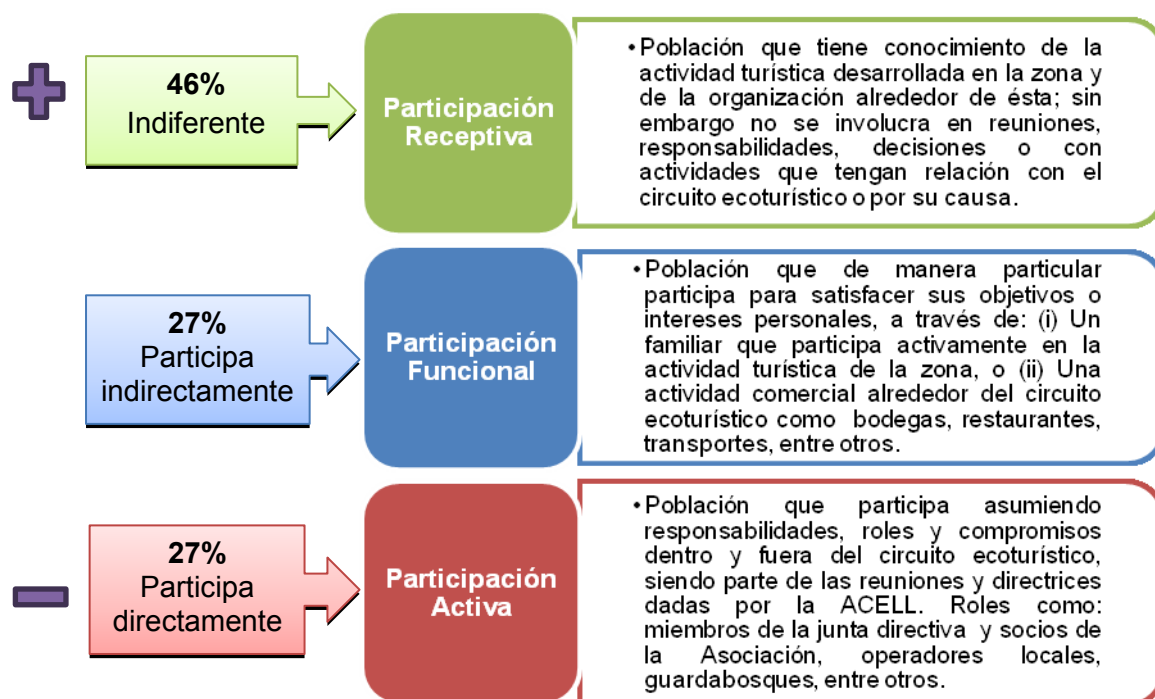 46%
Indiferente
Participación
Receptiva
•Población que tiene conocimiento de la
actividad turística desarrollada en la zona y
de la organización alrededor de ésta; sin
embargo no se involucra en reuniones,
responsabilidades, decisiones o con
actividades que tengan relación con el
circuito ecoturístico o por su causa.
27%
Participa
indirectamente
Participación
Funcional
•Población que de manera particular
participa para satisfacer sus objetivos o
intereses personales, a través de: (i) Un
familiar que participa activamente en la
actividad turística de la zona, o (ii) Una
actividad comercial alrededor del circuito
ecoturístico como bodegas, restaurantes,
transportes, entre otros.
27%
Participa
directamente
Participación
Activa
•Población que participa asumiendo
responsabilidades, roles y compromisos
dentro y fuera del circuito ecoturístico,
siendo parte de las reuniones y directrices
dadas por la ACELL. Roles como:
miembros de la junta directiva y socios de
la Asociación, operadores locales,
guardabosques, entre otros.